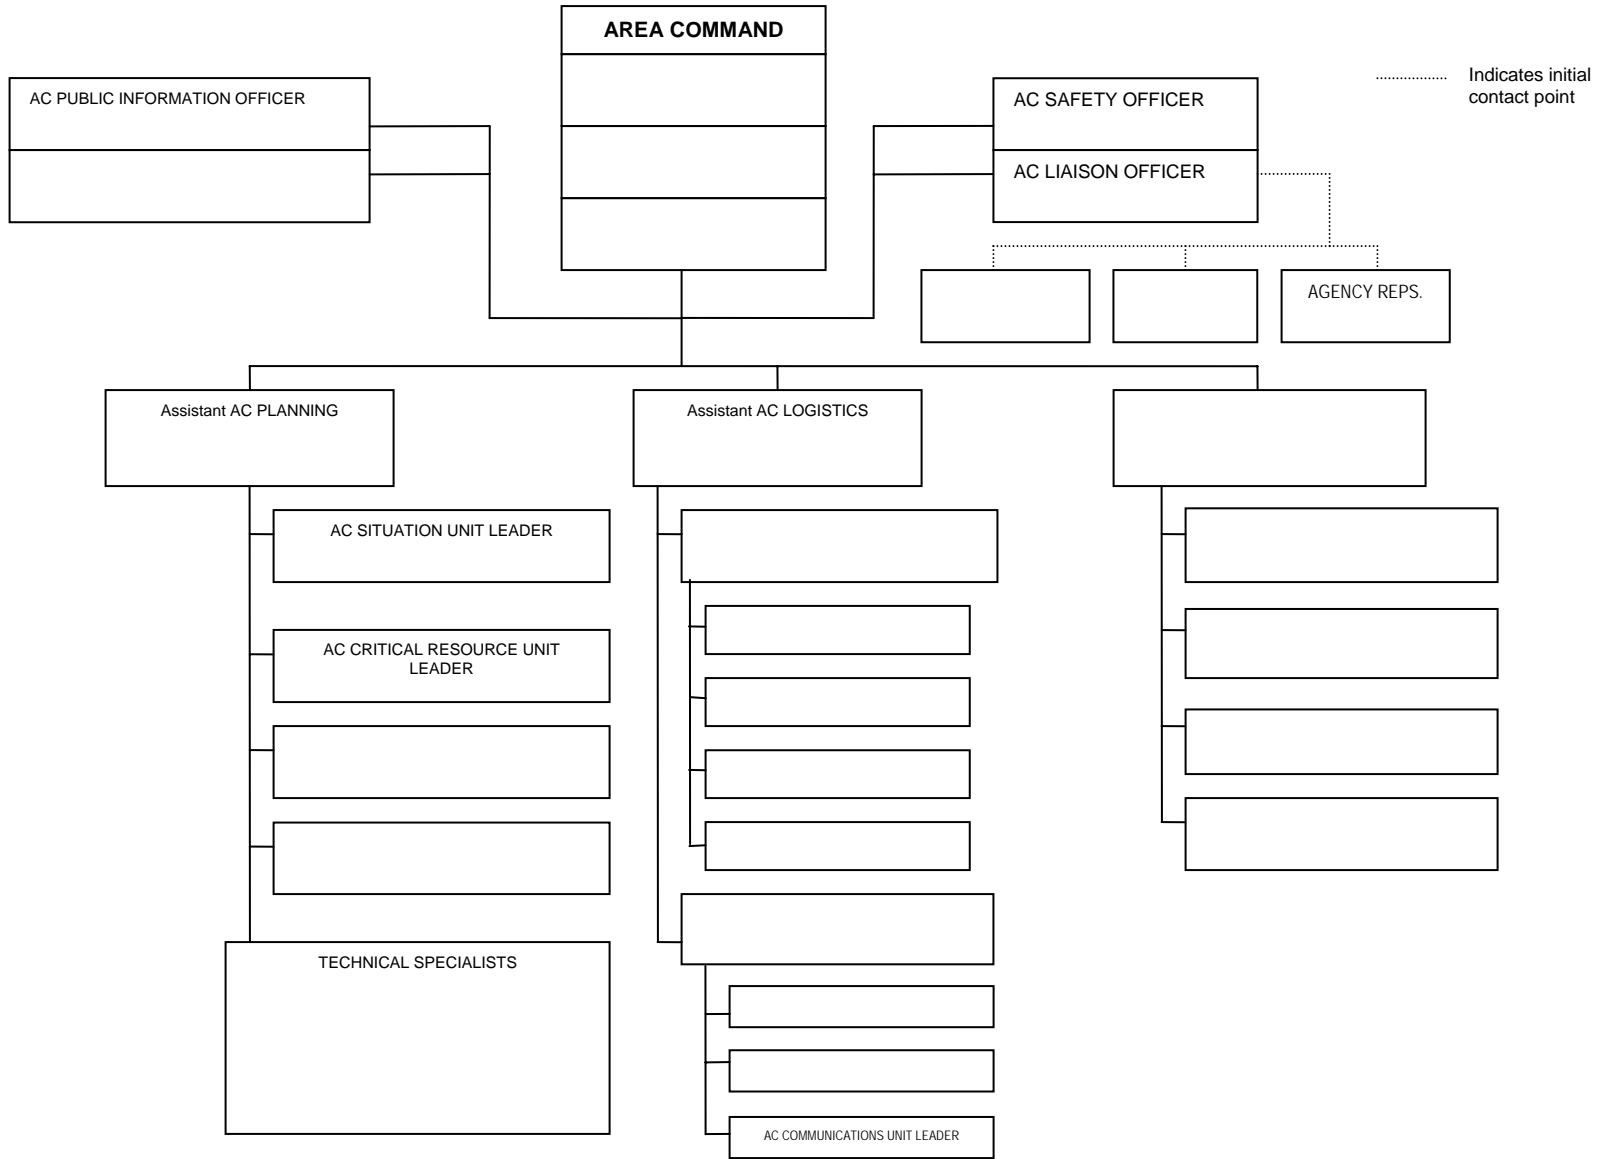 AREA COMMAND
AC PUBLIC INFORMATION OFFICER
AC SAFETY OFFICER
Indicates initial
contact point
AC LIAISON OFFICER
AGENCY REPS.
Assistant AC PLANNING
Assistant AC LOGISTICS
AC SITUATION UNIT LEADER
AC CRITICAL RESOURCE UNIT
LEADER
TECHNICAL SPECIALISTS
AC COMMUNICATIONS UNIT LEADER